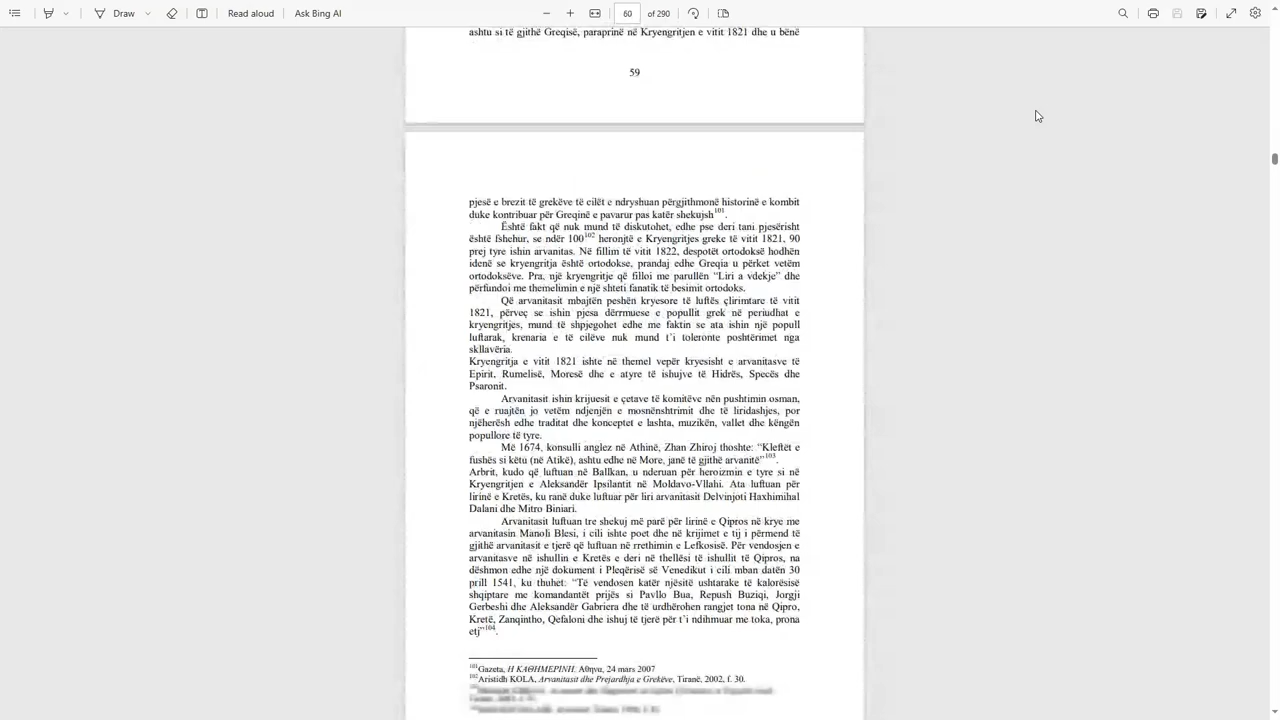 Draw
Read aloud
Ask Bing AI
60
of 290
ashtu si të gjithë Greqisë, paraprinë në Kryengritjen e vitit 1821 dhe u bënë
59
pjesë e brezit të grekëve të cilët e ndryshuan përgjithmonë historinë e kombit
duke kontribuar për Greqinë e pavarur pas katër shekujsh101.
Është fakt që nuk mund të diskutohet, edhe pse deri tani pjesërisht
është fshehur, se ndër 100102 heronjtë e Kryengritjes greke të vitit 1821, 90
prej tyre ishin arvanitas. Në fillim të vitit 1822, despotët ortodoksë hodhën
idenë se kryengritja është ortodokse, prandaj edhe Greqia u përket vetëm
ortodoksëve. Pra, një kryengritje që filloi me parullën “Liri a vdekje” dhe
përfundoi me themelimin e një shteti fanatik të besimit ortodoks.
Që arvanitasit mbajtën peshën kryesore të luftës çlirimtare të vitit
1821, përveç se ishin pjesa dërrmuese e popullit grek në periudhat e
kryengritjes, mund të shpjegohet edhe me faktin se ata ishin një popull
luftarak, krenaria e të cilëve nuk mund t’i toleronte poshtërimet nga
skllavëria.
Kryengritja e vitit 1821 ishte në themel vepër kryesisht e arvanitasve të
Epirit, Rumelisë, Moresë dhe e atyre të ishujve të Hidrës, Specës dhe
Psaronit.
Arvanitasit ishin krijuesit e çetave të komitëve nën pushtimin osman,
që e ruajtën jo vetëm ndjenjën e mosnënshtrimit dhe të liridashjes, por
njëherësh edhe traditat dhe konceptet e lashta, muzikën, vallet dhe këngën
popullore të tyre.
Më 1674, konsulli anglez në Athinë, Zhan Zhiroj thoshte: “Kleftët e
fushës si këtu (në Atikë), ashtu edhe në More, janë të gjithë arvanitë”103.
Arbrit, kudo që luftuan në Ballkan, u nderuan për heroizmin e tyre si në
Kryengritjen e Aleksandër Ipsilantit në Moldavo-Vllahi. Ata luftuan për
lirinë e Kretës, ku ranë duke luftuar për liri arvanitasit Delvinjoti Haxhimihal
Dalani dhe Mitro Biniari.
Arvanitasit luftuan tre shekuj më parë për lirinë e Qipros në krye me
arvanitasin Manoli Blesi, i cili ishte poet dhe në krijimet e tij i përmend të
gjithë arvanitasit e tjerë që luftuan në rrethimin e Lefkosisë. Për vendosjen e
arvanitasve në ishullin e Kretës e deri në thellësi të ishullit të Qipros, na
dëshmon edhe një dokument i Pleqërisë së Venedikut i cili mban datën 30
prill 1541, ku thuhet: “Të vendosen katër njësitë ushtarake të kalorësisë
shqiptare me komandantët prijës si Pavllo Bua, Repush Buziqi, Jorgji
Gerbeshi dhe Aleksandër Gabriera dhe të urdhërohen rangjet tona në Qipro,
Kretë, Zanqintho, Qefaloni dhe ishuj të tjerë për t’i ndihmuar me toka, prona
etj”104.
101Gazeta, Η ΚΑΘΗΜΕΡΙΝΗ, Αθηνα, 24 mars 2007
102Aristidh KOLA, Arvanitasit dhe Prejardhja e Grekëve, Tiranë, 2002, f. 30.